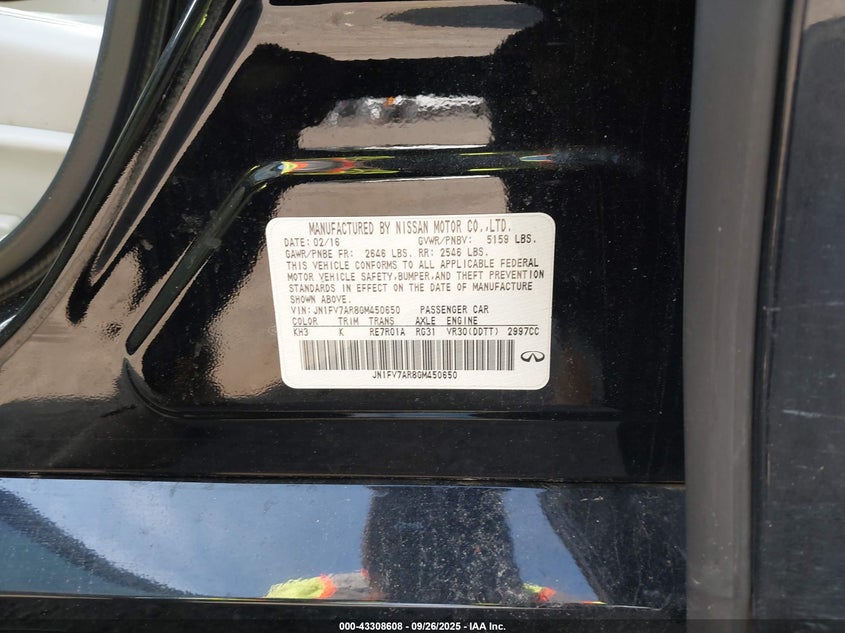 MANUFACTURED BY NISSAN MOTOR CO.,LTD.
DATE: 02/16 GVWR/PNBV: 5159 LBS.
GAWR/PNBE FR: 2646 LBS. RR: 2546 LBS.
THIS VEHICLE CONFORMS TO ALL APPLICABLE FEDERAL
MOTOR VEHICLE SAFETY,BUMPER,AND THEFT PREVENTION
STANDARDS IN EFFECT ON THE DATE OF MANUFACTURE
SHOWN ABOVE.
VIN: JN1FV7AR8GM450650 PASSENGER CAR
COLOR TRIM TRANS AXLE ENGINE
KH3 K RE7R01A RG31 VR30(DDTT) 2997CC
JN1FV7AR8GM450650
000-43308608 - 09/26/2025 - IAA Inc.